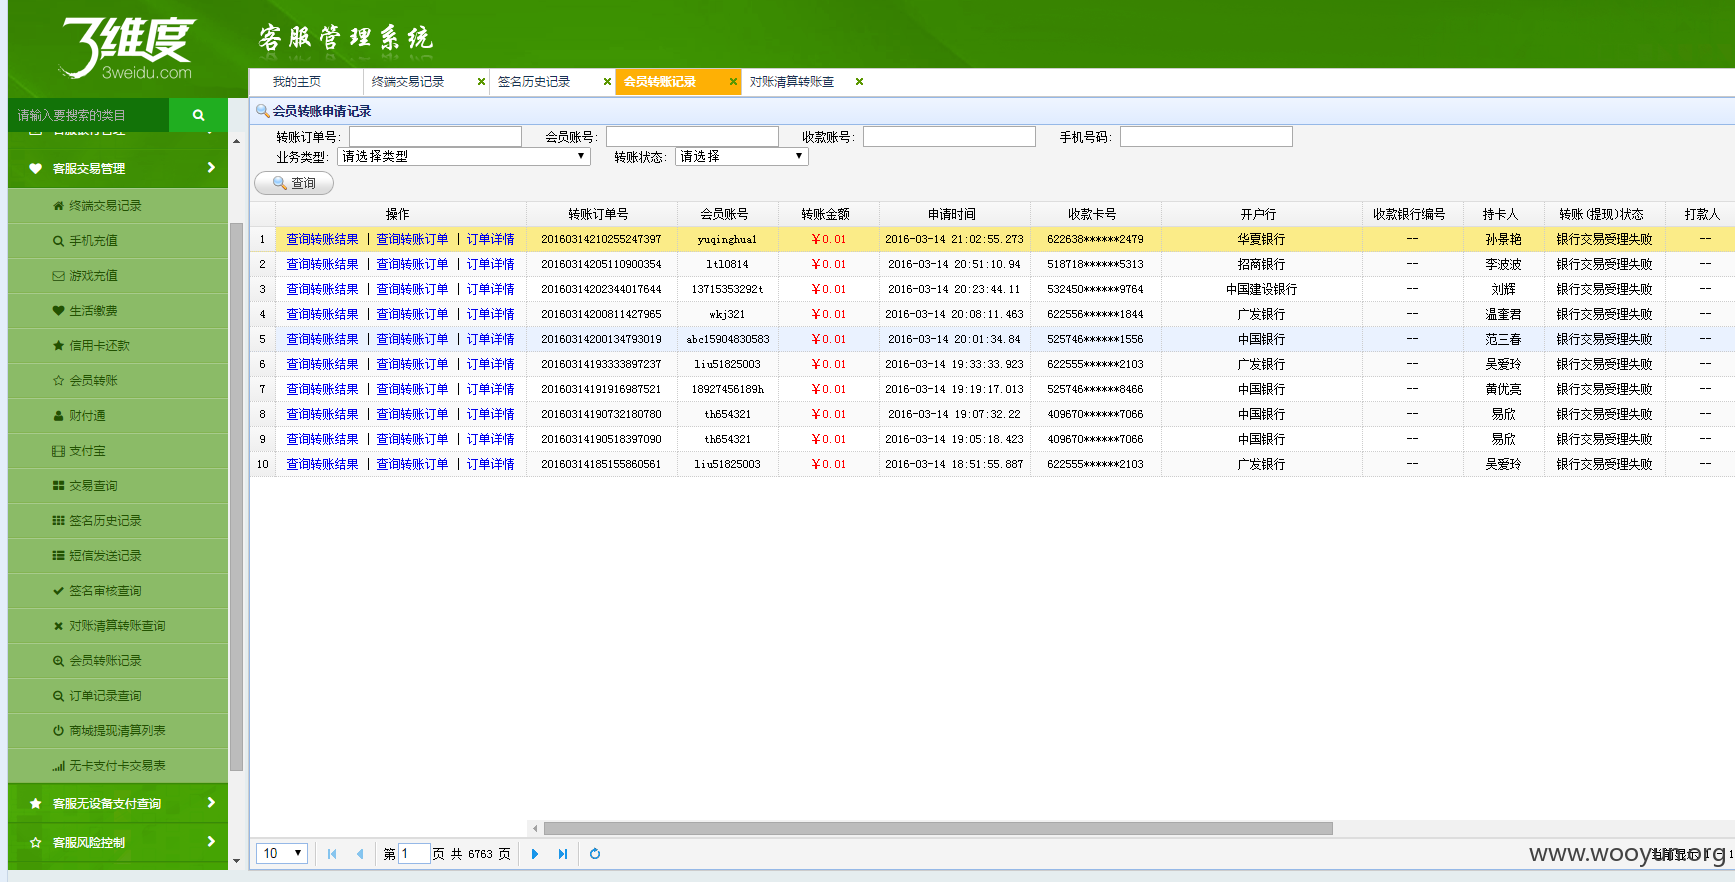 3维度
3weidu.com
客服管理系统
我的主页 终端交易记录 签名历史记录 会员转账记录 对账清算转账查
请输入要搜索的类目
客服银行管理
客服交易管理
终端交易记录
手机充值
游戏充值
生活缴费
信用卡还款
会员转账
财付通
支付宝
交易查询
签名历史记录
短信发送记录
签名审核查询
对账清算转账查询
会员转账记录
订单记录查询
商城提现清算列表
无卡支付卡交易表
客服无设备支付查询
客服风险控制
会员转账申请记录
转账订单号: 会员账号: 收款账号: 手机号码:
业务类型: 请选择类型 转账状态: 请选择
查询
操作 转账订单号 会员账号 转账金额 申请时间 收款卡号 开户行 收款银行编号 持卡人 转账(提现)状态 打款人
1 查询转账结果 | 查询转账订单 | 订单详情 20160314210255247397 yuqinghual ¥0.01 2016-03-14 21:02:55.273 622638******2479 华夏银行 -- 孙景艳 银行交易受理失败 --
2 查询转账结果 | 查询转账订单 | 订单详情 20160314205110900354 ltl0814 ¥0.01 2016-03-14 20:51:10.94 518718******5313 招商银行 -- 李波波 银行交易受理失败 --
3 查询转账结果 | 查询转账订单 | 订单详情 20160314202344017644 13715353292t ¥0.01 2016-03-14 20:23:44.11 532450******9764 中国建设银行 -- 刘辉 银行交易受理失败 --
4 查询转账结果 | 查询转账订单 | 订单详情 20160314200811427965 wkj321 ¥0.01 2016-03-14 20:08:11.463 622556******1844 广发银行 -- 温奎君 银行交易受理失败 --
5 查询转账结果 | 查询转账订单 | 订单详情 20160314200134793019 abc15904830583 ¥0.01 2016-03-14 20:01:34.84 525746******1556 中国银行 -- 范三春 银行交易受理失败 --
6 查询转账结果 | 查询转账订单 | 订单详情 20160314193333897237 liu51825003 ¥0.01 2016-03-14 19:33:33.923 622555******2103 广发银行 -- 吴爱玲 银行交易受理失败 --
7 查询转账结果 | 查询转账订单 | 订单详情 20160314191916987521 18927456189h ¥0.01 2016-03-14 19:19:17.013 525746******8466 中国银行 -- 黄优亮 银行交易受理失败 --
8 查询转账结果 | 查询转账订单 | 订单详情 20160314190732180780 th654321 ¥0.01 2016-03-14 19:07:32.22 409670******7066 中国银行 -- 易欣 银行交易受理失败 --
9 查询转账结果 | 查询转账订单 | 订单详情 20160314190518397090 th654321 ¥0.01 2016-03-14 19:05:18.423 409670******7066 中国银行 -- 易欣 银行交易受理失败 --
10 查询转账结果 | 查询转账订单 | 订单详情 20160314185155860561 liu51825003 ¥0.01 2016-03-14 18:51:55.887 622555******2103 广发银行 -- 吴爱玲 银行交易受理失败 --
10 第 1 页 共 6763 页
www.wooyun.org